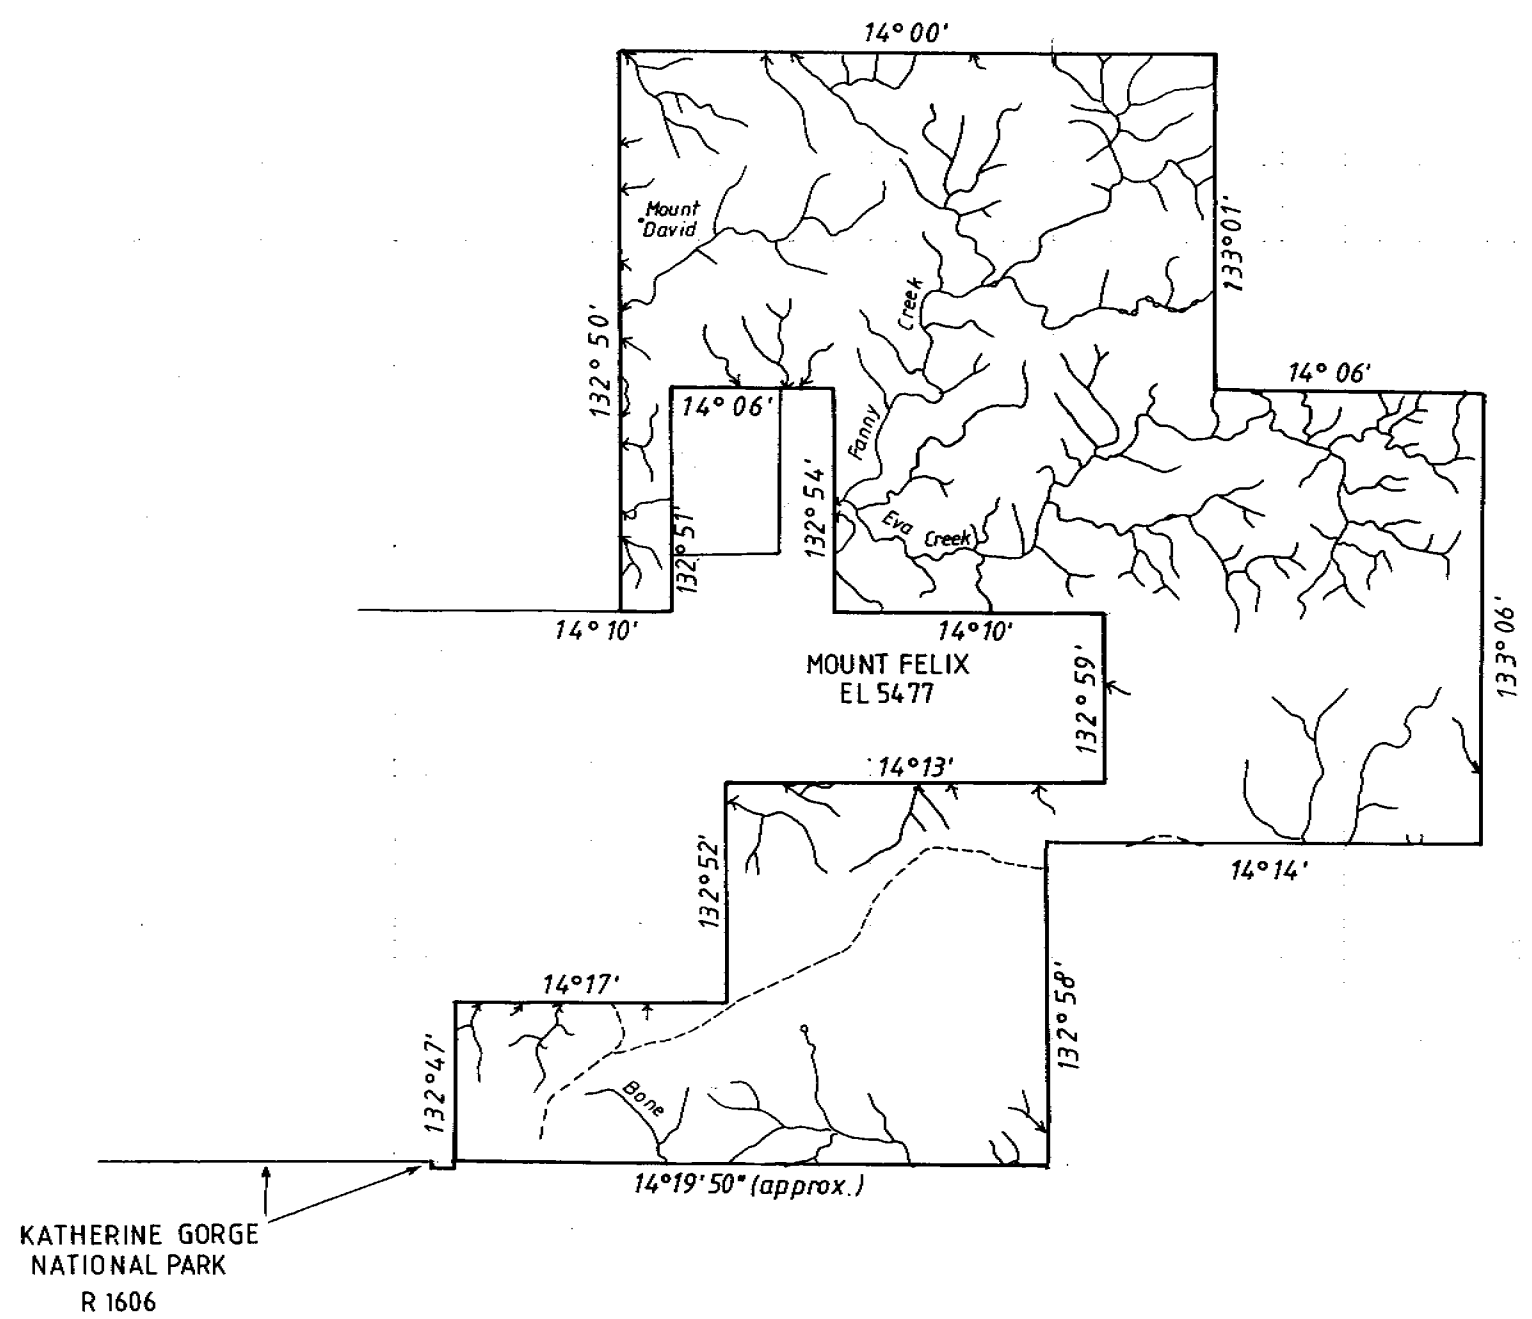 14° 00'
Mount
David
133° 01'
Creek
132° 50'
14° 06'
14° 06'
Fanny
132° 54'
Eva
Creek
132° 51'
14° 10'
14° 10'
MOUNT FELIX
EL 5477
132° 59'
133° 06'
14° 13'
14° 14'
132° 52'
14° 17'
132° 58'
132° 47'
Bone
14° 19' 50" (approx.)
KATHERINE GORGE
NATIONAL PARK
R 1606